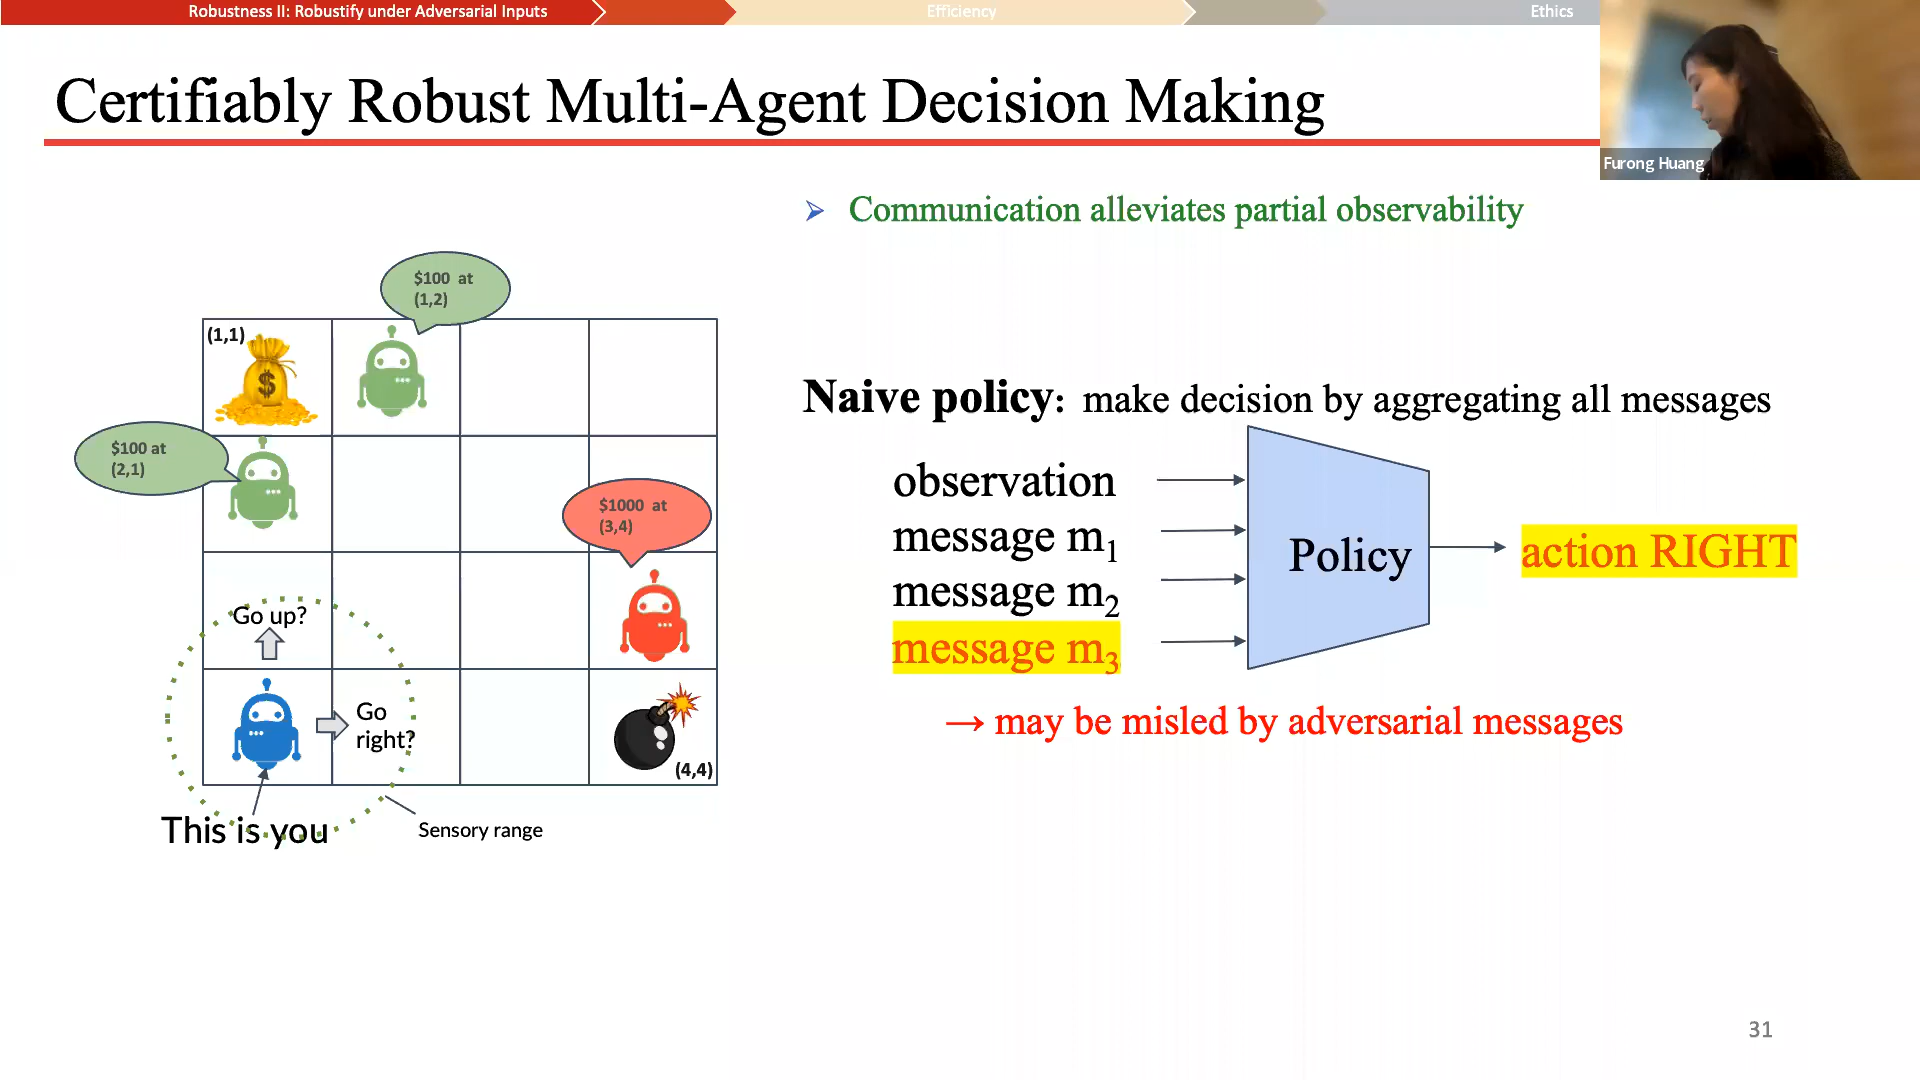 Robustness II: Robustify under Adversarial Inputs
Efficiency
Ethics
Certifiably Robust Multi-Agent Decision Making
Furong Huang
➢ Communication alleviates partial observability
$100 at
(1,2)
(1,1)
$
$100 at
(2,1)
$1000 at
(3,4)
Go up?
Go
right?
(4,4)
This is you
Sensory range
Naive policy: make decision by aggregating all messages
observation
message m₁
message m₂
message m₃
Policy
action RIGHT
→ may be misled by adversarial messages
31